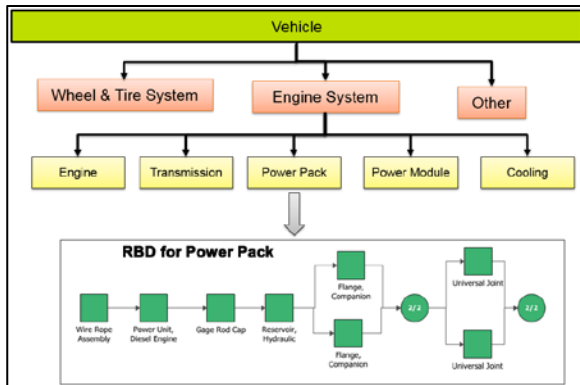 Vehicle
Wheel & Tire System
Engine System
Other
Engine
Transmission
Power Pack
Power Module
Cooling
RBD for Power Pack
Wire Rope
Assembly
Power Unit,
Diesel Engine
Gage Rod Cap
Reservoir,
Hydraulic
Flange,
Companion
Flange,
Companion
2/2
Universal Joint
Universal Joint
2/2